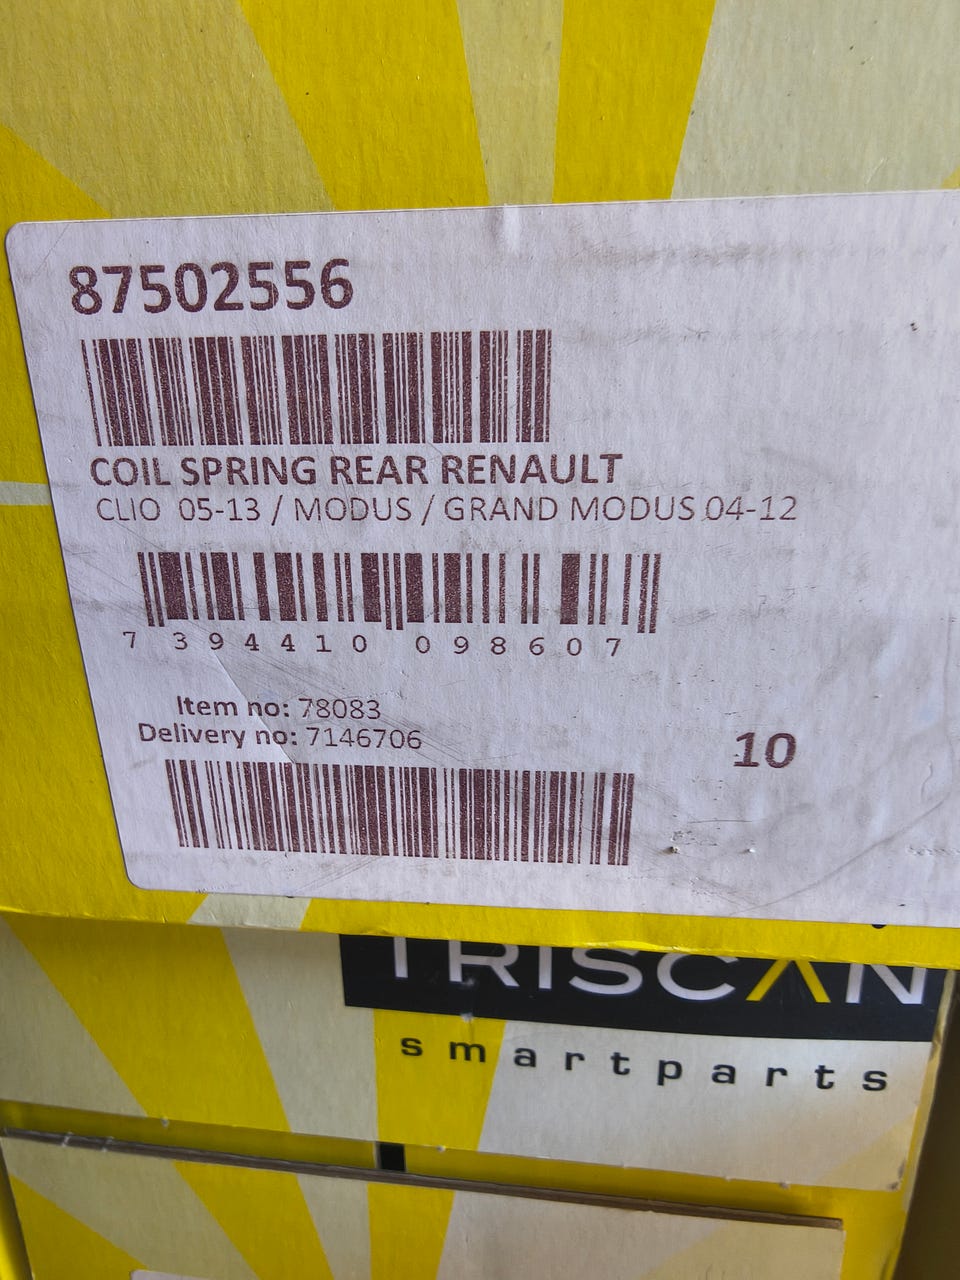 87502556
COIL SPRING REAR RENAULT
CLIO 05-13 / MODUS / GRAND MODUS 04-12
7 394410 098607
Item no: 78083
Delivery no: 7146706
10
TRISCAN
smartparts